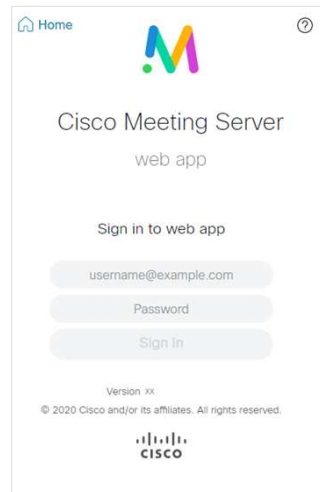 Home
Cisco Meeting Server
web app
Sign in to web app
username@example.com
Password
Sign In
Version xx
© 2020 Cisco and/or its affiliates. All rights reserved.
CISCO